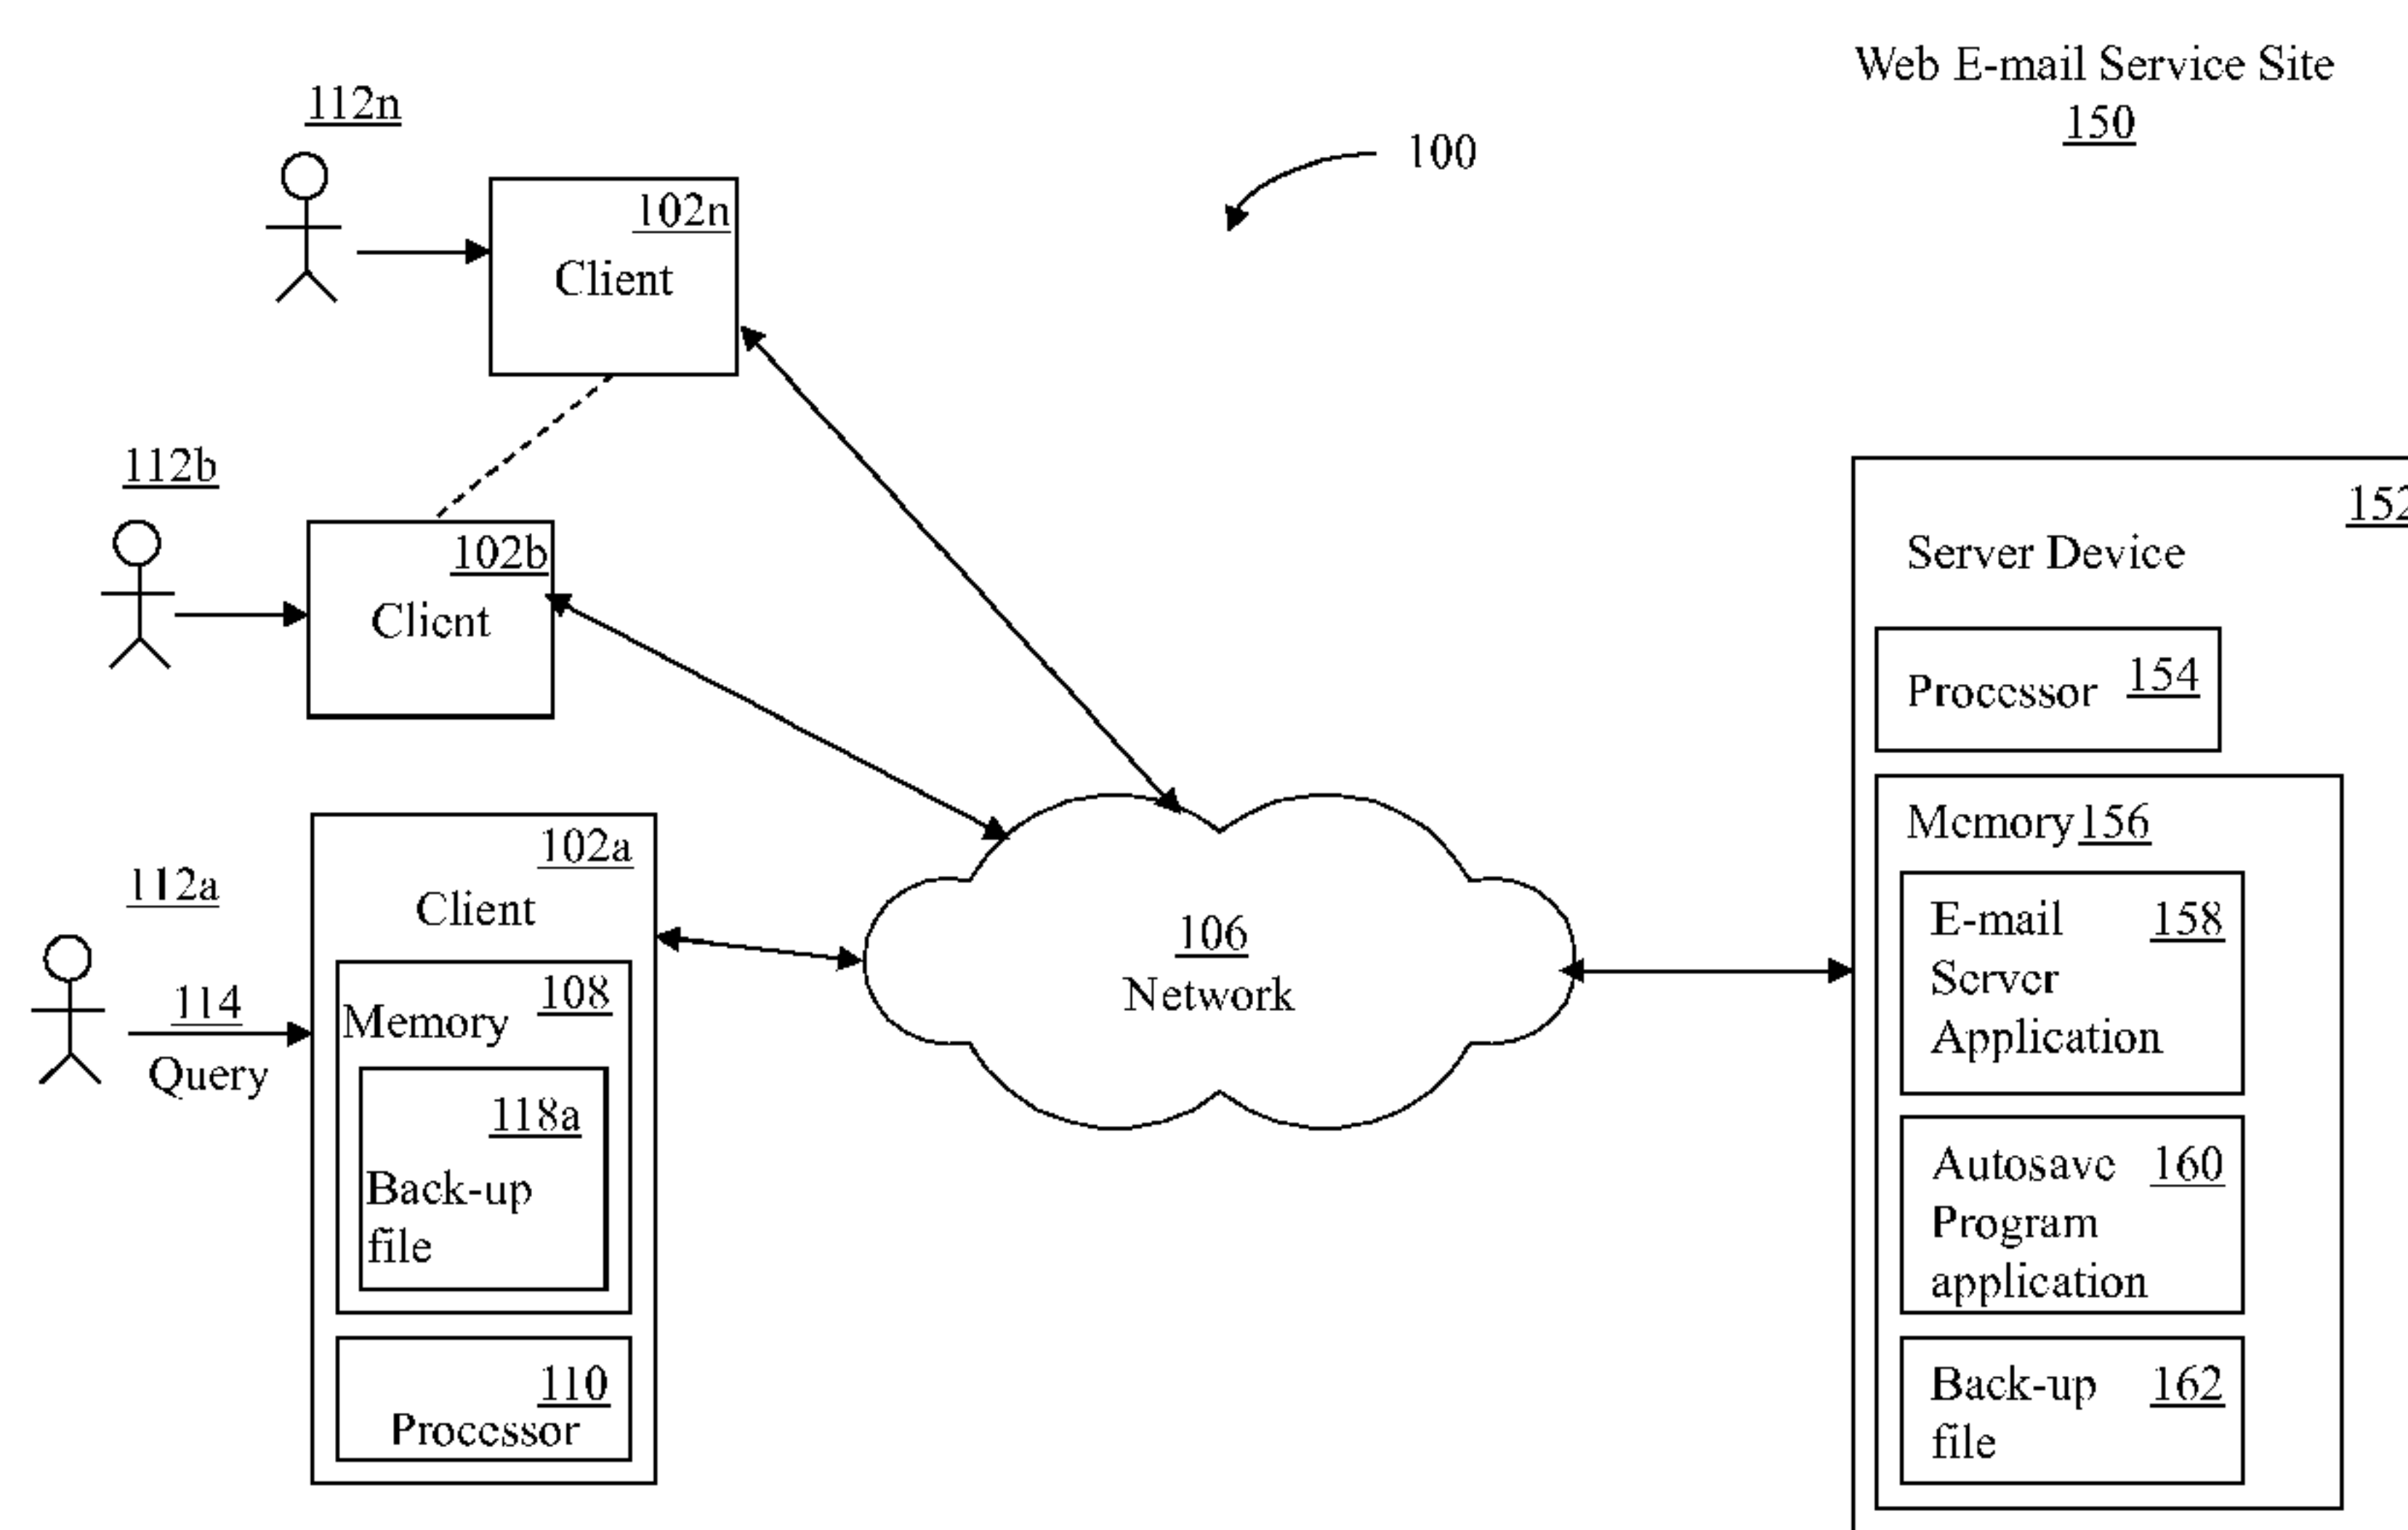 Web E-mail Service Site
150
112n
100
102n
Client
112b
102b
Client
152
Server Device
Processor 154
Memory 156
E-mail 158
Server
Application
Autosave 160
Program
application
Back-up 162
file
106
Network
102a
Client
112a
114
Query
108
Memory
118a
Back-up
file
110
Processor